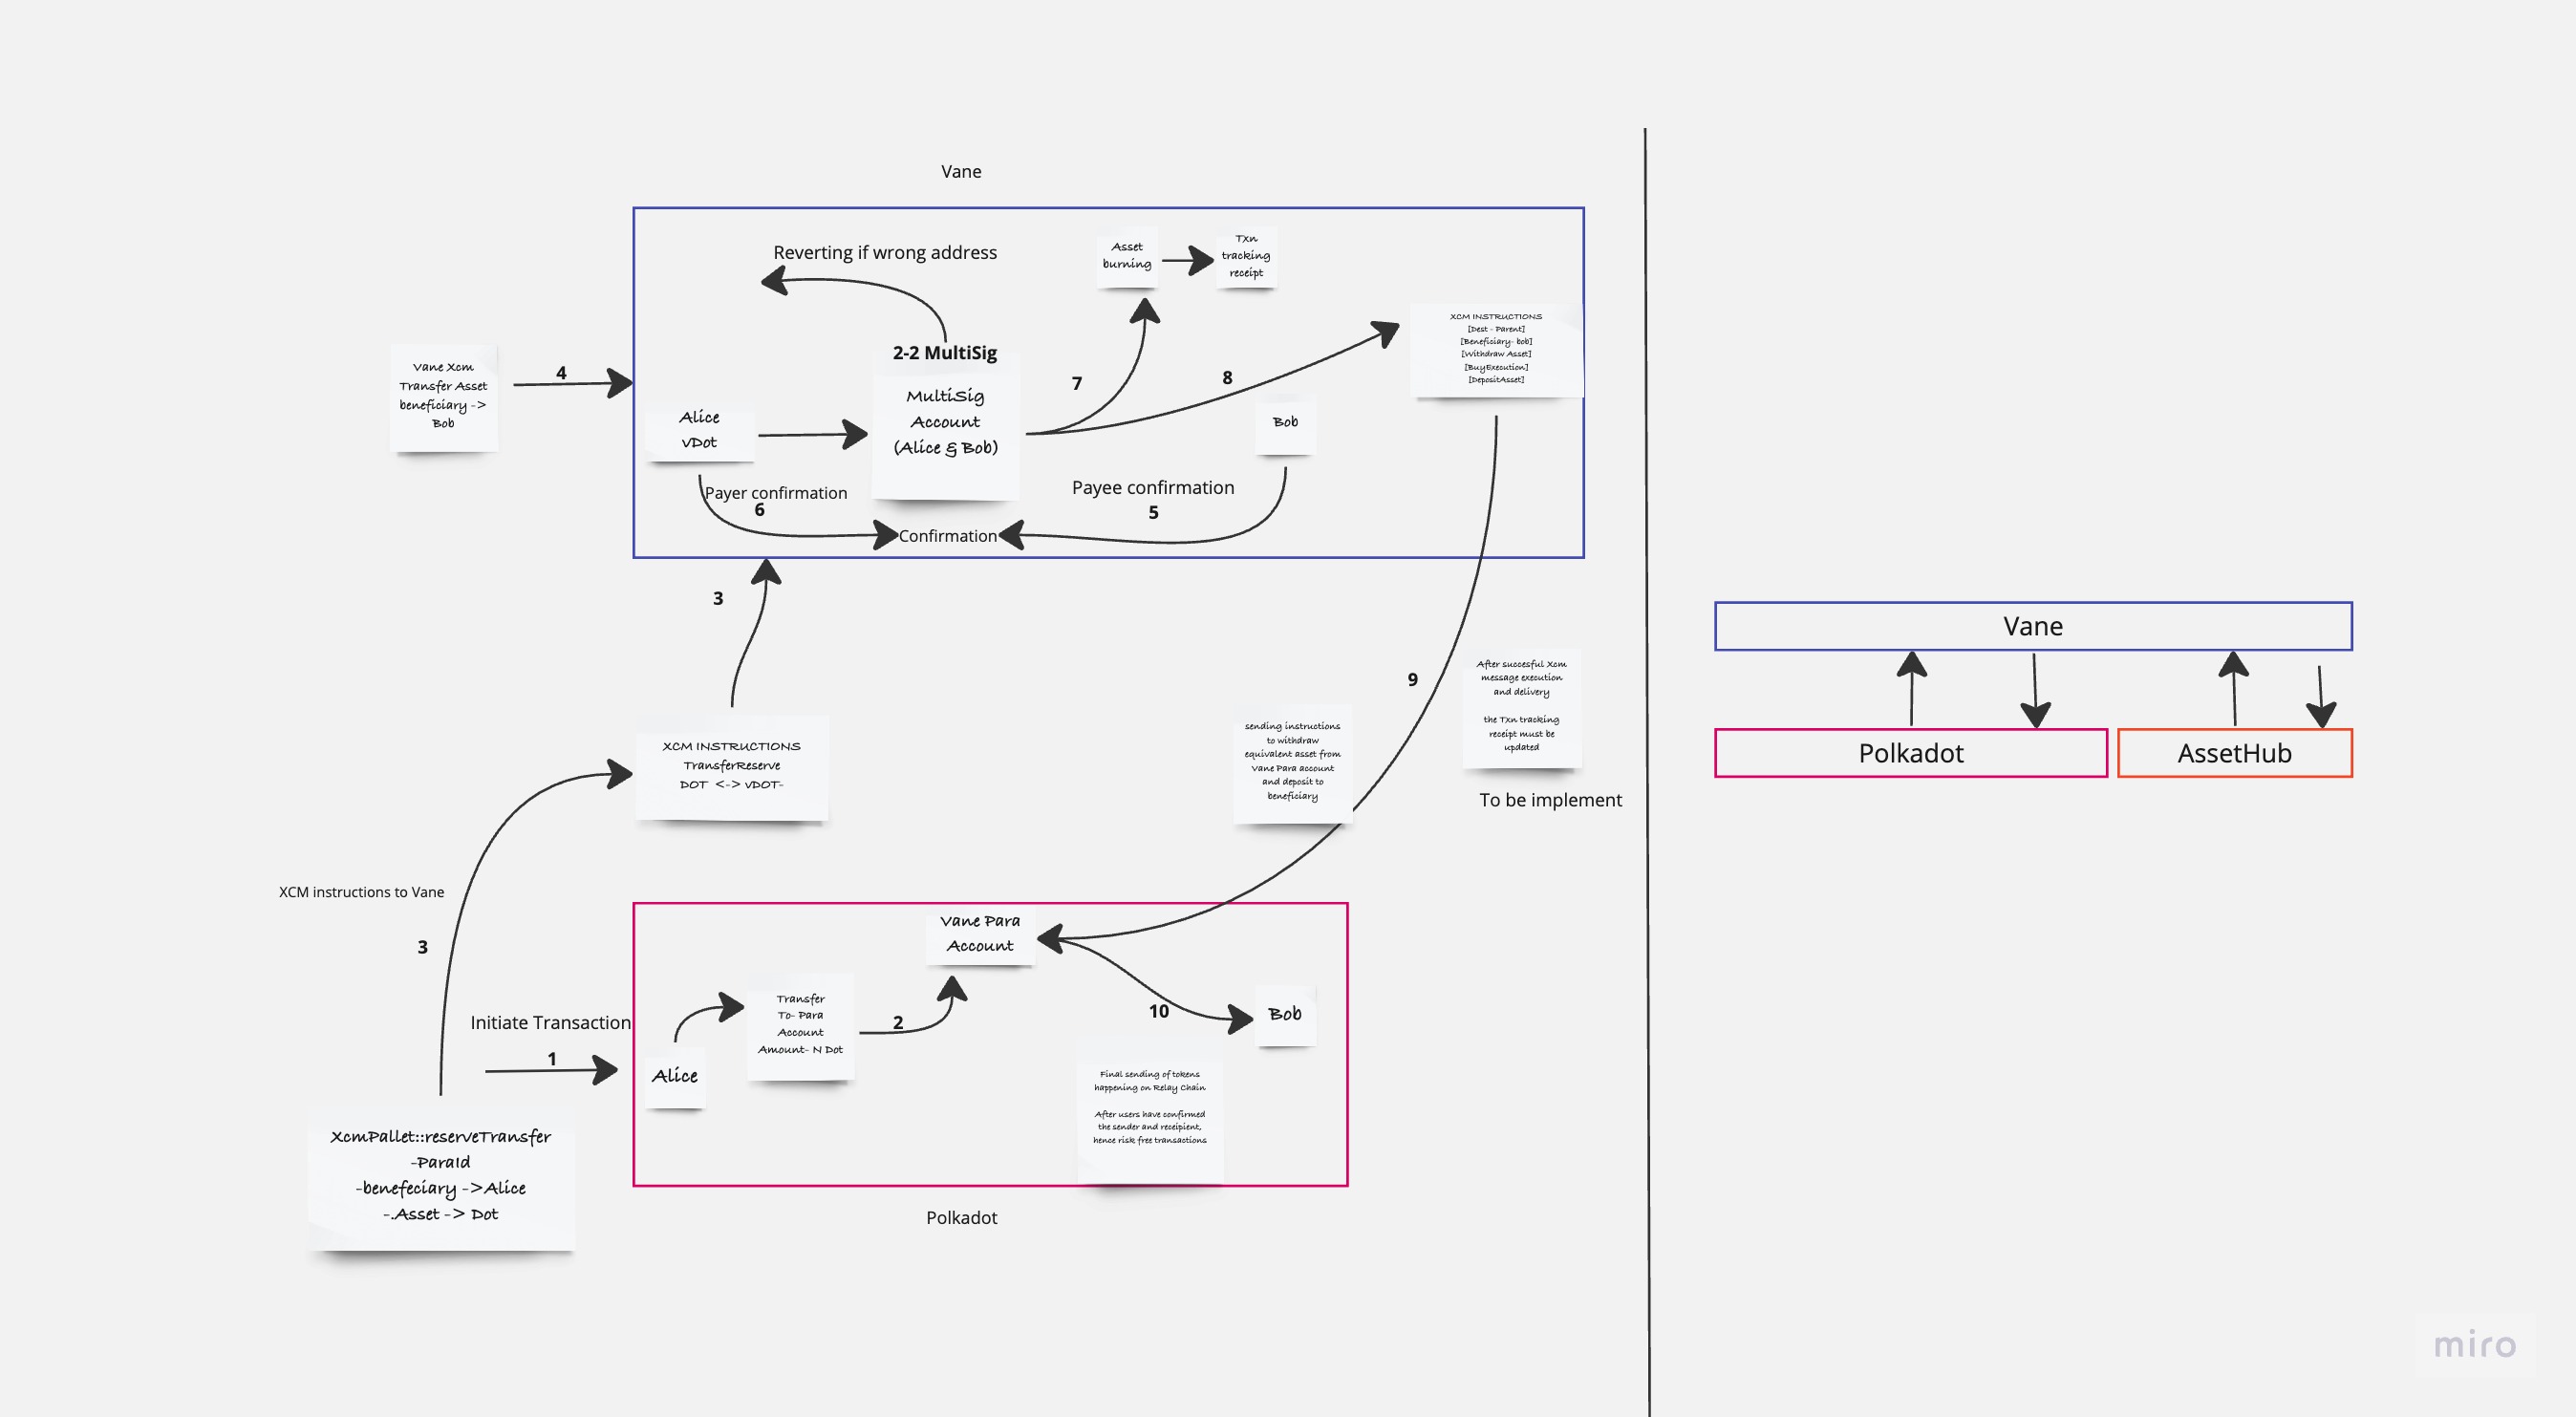 Vane
Reverting if wrong address
Asset
burning
Txn
tracking
receipt
XCM INSTRUCTIONS
[Dest - Parent]
[Beneficiary- bob]
[Withdraw Asset]
[BuyExecution]
[DepositAsset]
2-2 MultiSig
MultiSig
Account
(Alice & Bob)
Vane Xcm
Transfer Asset
beneficiary ->
Bob
4
7
8
Alice
VDot
Bob
Payer confirmation
6
Payee confirmation
5
Confirmation
3
9
After succesful Xcm
message execution
and delivery
the Txn tracking
receipt must be
updated
To be implement
sending instructions
to withdraw
equivalent asset from
Vane Para account
and deposit to
beneficiary
XCM INSTRUCTIONS
TransferReserve
DOT <-> VDOT-
XCM instructions to Vane
3
Initiate Transaction
1
Vane Para
Account
Transfer
To- Para
Account
Amount- N Dot
2
Alice
10
Bob
Final sending of tokens
happening on Relay Chain
After users have confirmed
the sender and receipient,
hence risk free transactions
XcmPallet::reserveTransfer
-ParaId
-benefeciary ->Alice
-.Asset -> Dot
Polkadot
Vane
Polkadot
AssetHub
miro